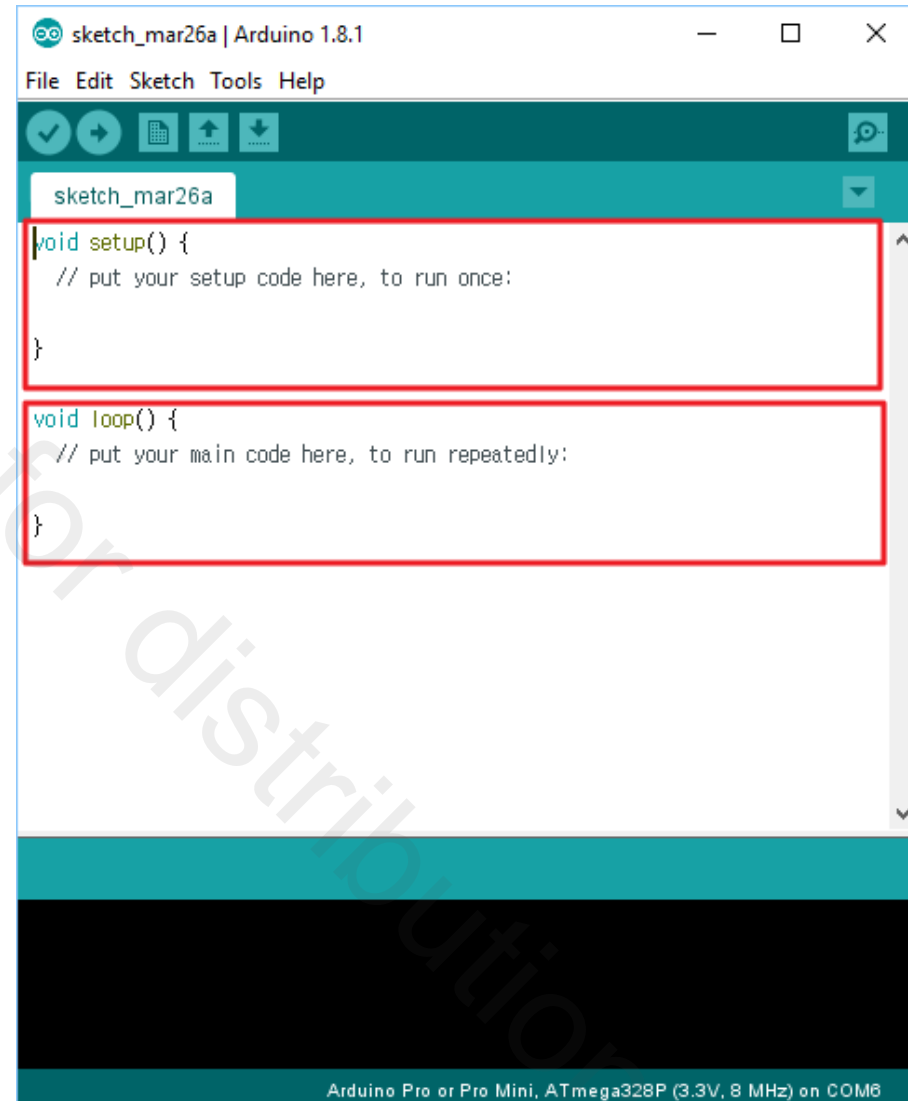 sketch_mar26a | Arduino 1.8.1
File Edit Sketch Tools Help
sketch_mar26a
void setup() {
// put your setup code here, to run once:
}
void loop() {
// put your main code here, to run repeatedly:
}
for distribution
Arduino Pro or Pro Mini, ATmega328P (3.3V, 8 MHz) on COM6